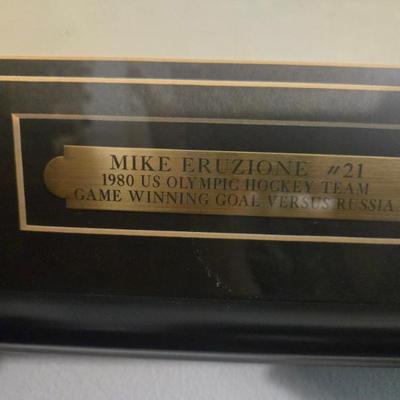 MIKE ERUZIONE #21
1980 US OLYMPIC HOCKEY TEAM
GAME WINNING GOAL VERSUS RUSSIA